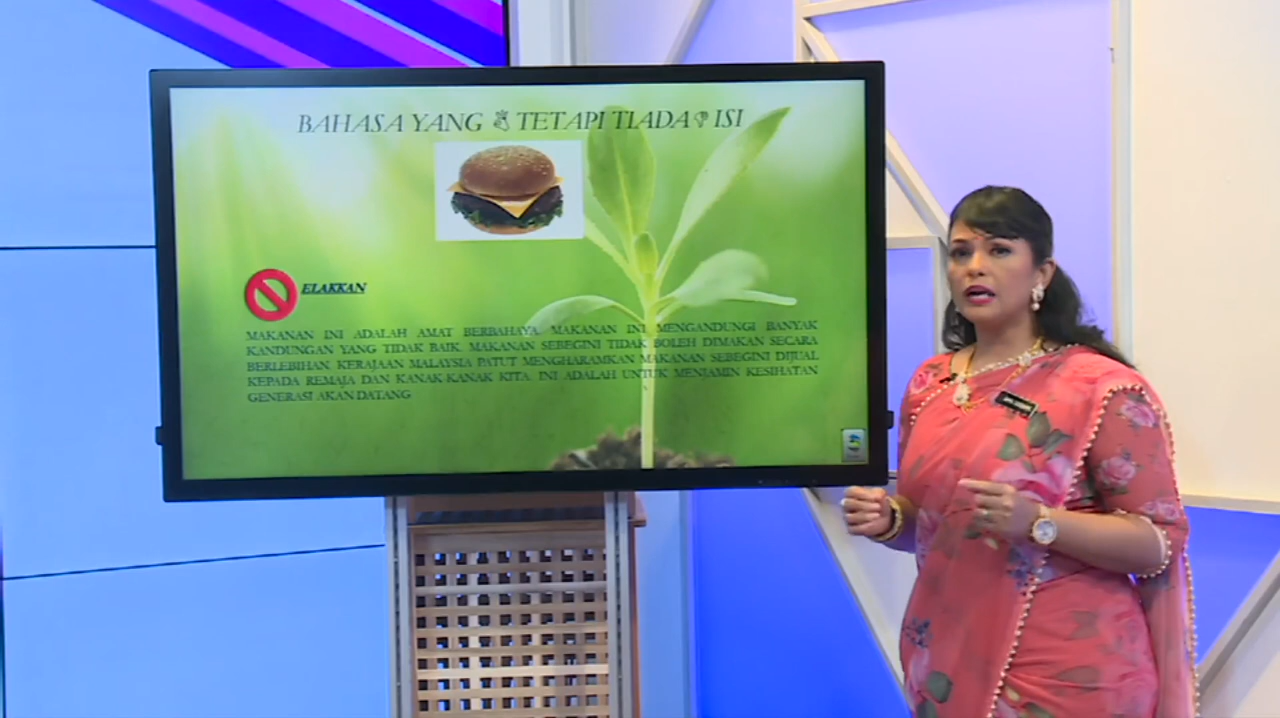 BAHASA YANG 👌 TETAPI TIADA 👎 ISI
ELAKKAN
MAKANAN INI ADALAH AMAT BERBAHAYA. MAKANAN INI MENGANDUNGI BANYAK
KANDUNGAN YANG TIDAK BAIK. MAKANAN SEBEGINI TIDAK BOLEH DIMAKAN SECARA
BERLEBIHAN. KERAJAAN MALAYSIA PATUT MENGHARAMKAN MAKANAN SEBEGINI DIJUAL
KEPADA REMAJA DAN KANAK-KANAK KITA. INI ADALAH UNTUK MENJAMIN KESIHATAN
GENERASI AKAN DATANG